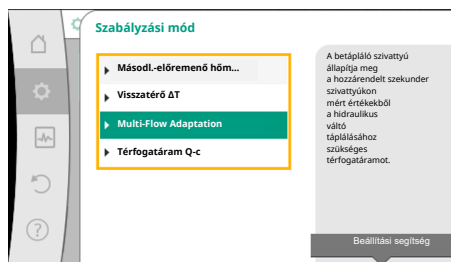 Szabályzási mód
Másodl.-előremenő hőm...
Visszatérő ΔT
Multi-Flow Adaptation
Térfogatáram Q-c
A betápláló szivattyú
állapítja meg
a hozzárendelt szekunder
szivattyúkon
mért értékekből
a hidraulikus
váltó
táplálásához
szükséges
térfogatáramot.
Beállítási segítség